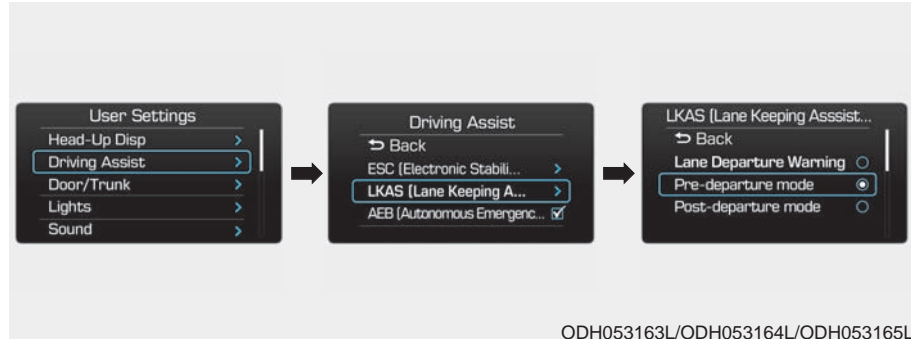 User Settings
Head-Up Disp
Driving Assist
Door/Trunk
Lights
Sound
Driving Assist
Back
ESC (Electronic Stabili...
LKAS (Lane Keeping A...
AEB (Autonomous Emergenc...
LKAS (Lane Keeping Asssist...
Back
Lane Departure Warning
Pre-departure mode
Post-departure mode
ODH053163L/ODH053164L/ODH053165L